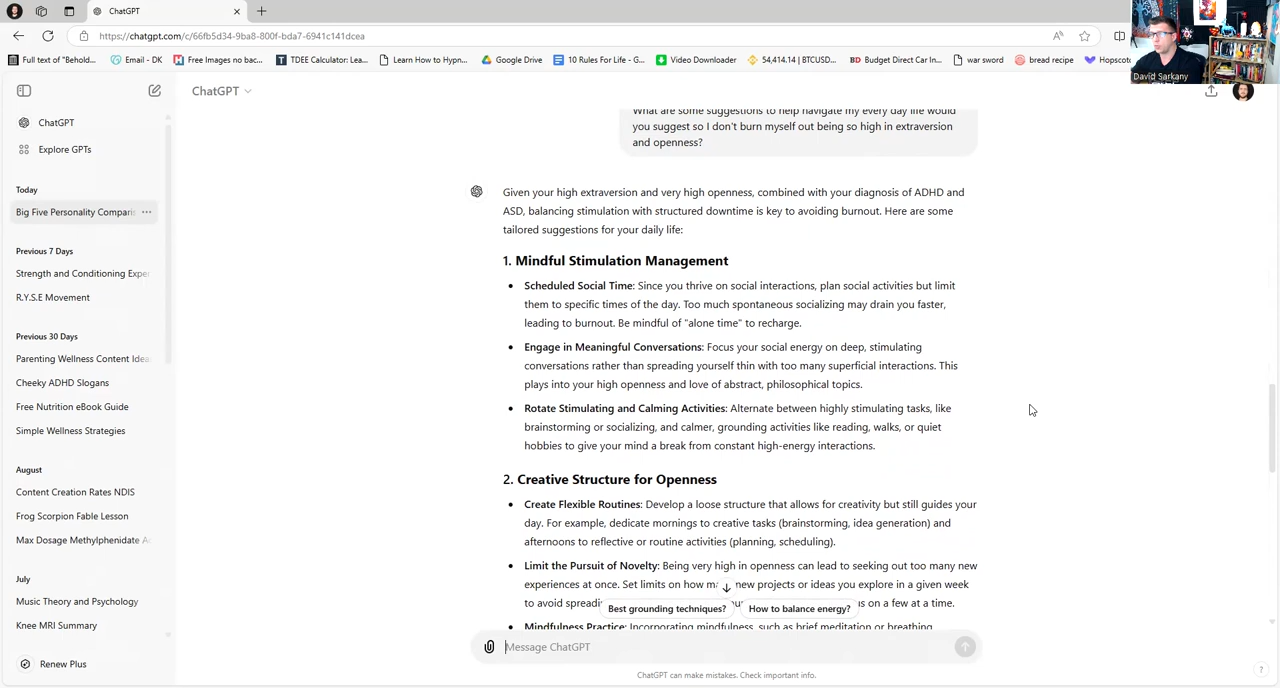 ChatGPT
https://chatgpt.com/c/66fb5d34-9ba8-800f-bda7-6941c141dcea
Full text of "Behold...
Email - DK
Free Images no bac...
TDEE Calculator: Lea...
Learn How to Hypn...
Google Drive
10 Rules For Life - G...
Video Downloader
54,414.14 | BTCUSD...
Budget Direct Car In...
war sword
bread recipe
Hopscot
David Sarkany
ChatGPT
ChatGPT
Explore GPTs
Today
Big Five Personality Comparis
Previous 7 Days
Strength and Conditioning Exper
R.Y.S.E Movement
Previous 30 Days
Parenting Wellness Content Idea
Cheeky ADHD Slogans
Free Nutrition eBook Guide
Simple Wellness Strategies
August
Content Creation Rates NDIS
Frog Scorpion Fable Lesson
Max Dosage Methylphenidate A
July
Music Theory and Psychology
Knee MRI Summary
Renew Plus
What are some suggestions to help navigate my every day life would
you suggest so I don't burn myself out being so high in extraversion
and openness?
Given your high extraversion and very high openness, combined with your diagnosis of ADHD and
ASD, balancing stimulation with structured downtime is key to avoiding burnout. Here are some
tailored suggestions for your daily life:
1. Mindful Stimulation Management
• Scheduled Social Time: Since you thrive on social interactions, plan social activities but limit
them to specific times of the day. Too much spontaneous socializing may drain you faster,
leading to burnout. Be mindful of "alone time" to recharge.
• Engage in Meaningful Conversations: Focus your social energy on deep, stimulating
conversations rather than spreading yourself thin with too many superficial interactions. This
plays into your high openness and love of abstract, philosophical topics.
• Rotate Stimulating and Calming Activities: Alternate between highly stimulating tasks, like
brainstorming or socializing, and calmer, grounding activities like reading, walks, or quiet
hobbies to give your mind a break from constant high-energy interactions.
2. Creative Structure for Openness
• Create Flexible Routines: Develop a loose structure that allows for creativity but still guides your
day. For example, dedicate mornings to creative tasks (brainstorming, idea generation) and
afternoons to reflective or routine activities (planning, scheduling).
• Limit the Pursuit of Novelty: Being very high in openness can lead to seeking out too many new
experiences at once. Set limits on how new projects or ideas you explore in a given week
to avoid on a few at a time.
Best grounding techniques?
How to balance energy?
• Mindfulness Practice: Incorporating mindfulness, such as brief meditation or breathing
Message ChatGPT
ChatGPT can make mistakes. Check important info.
?